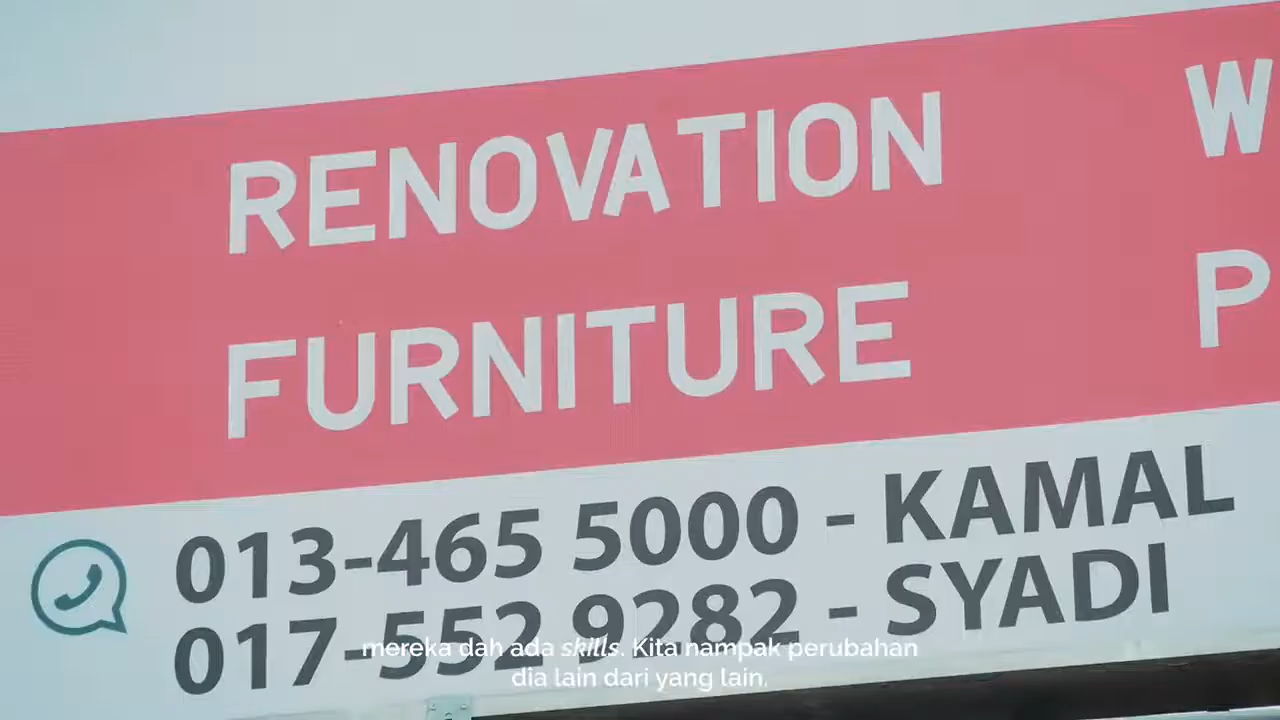 RENOVATION
W
FURNITURE
P
013-465 5000 - KAMAL
017-552 9282 - SYADI
mereka dah ada skills. Kita nampak perubahan
dia lain dari yang lain.